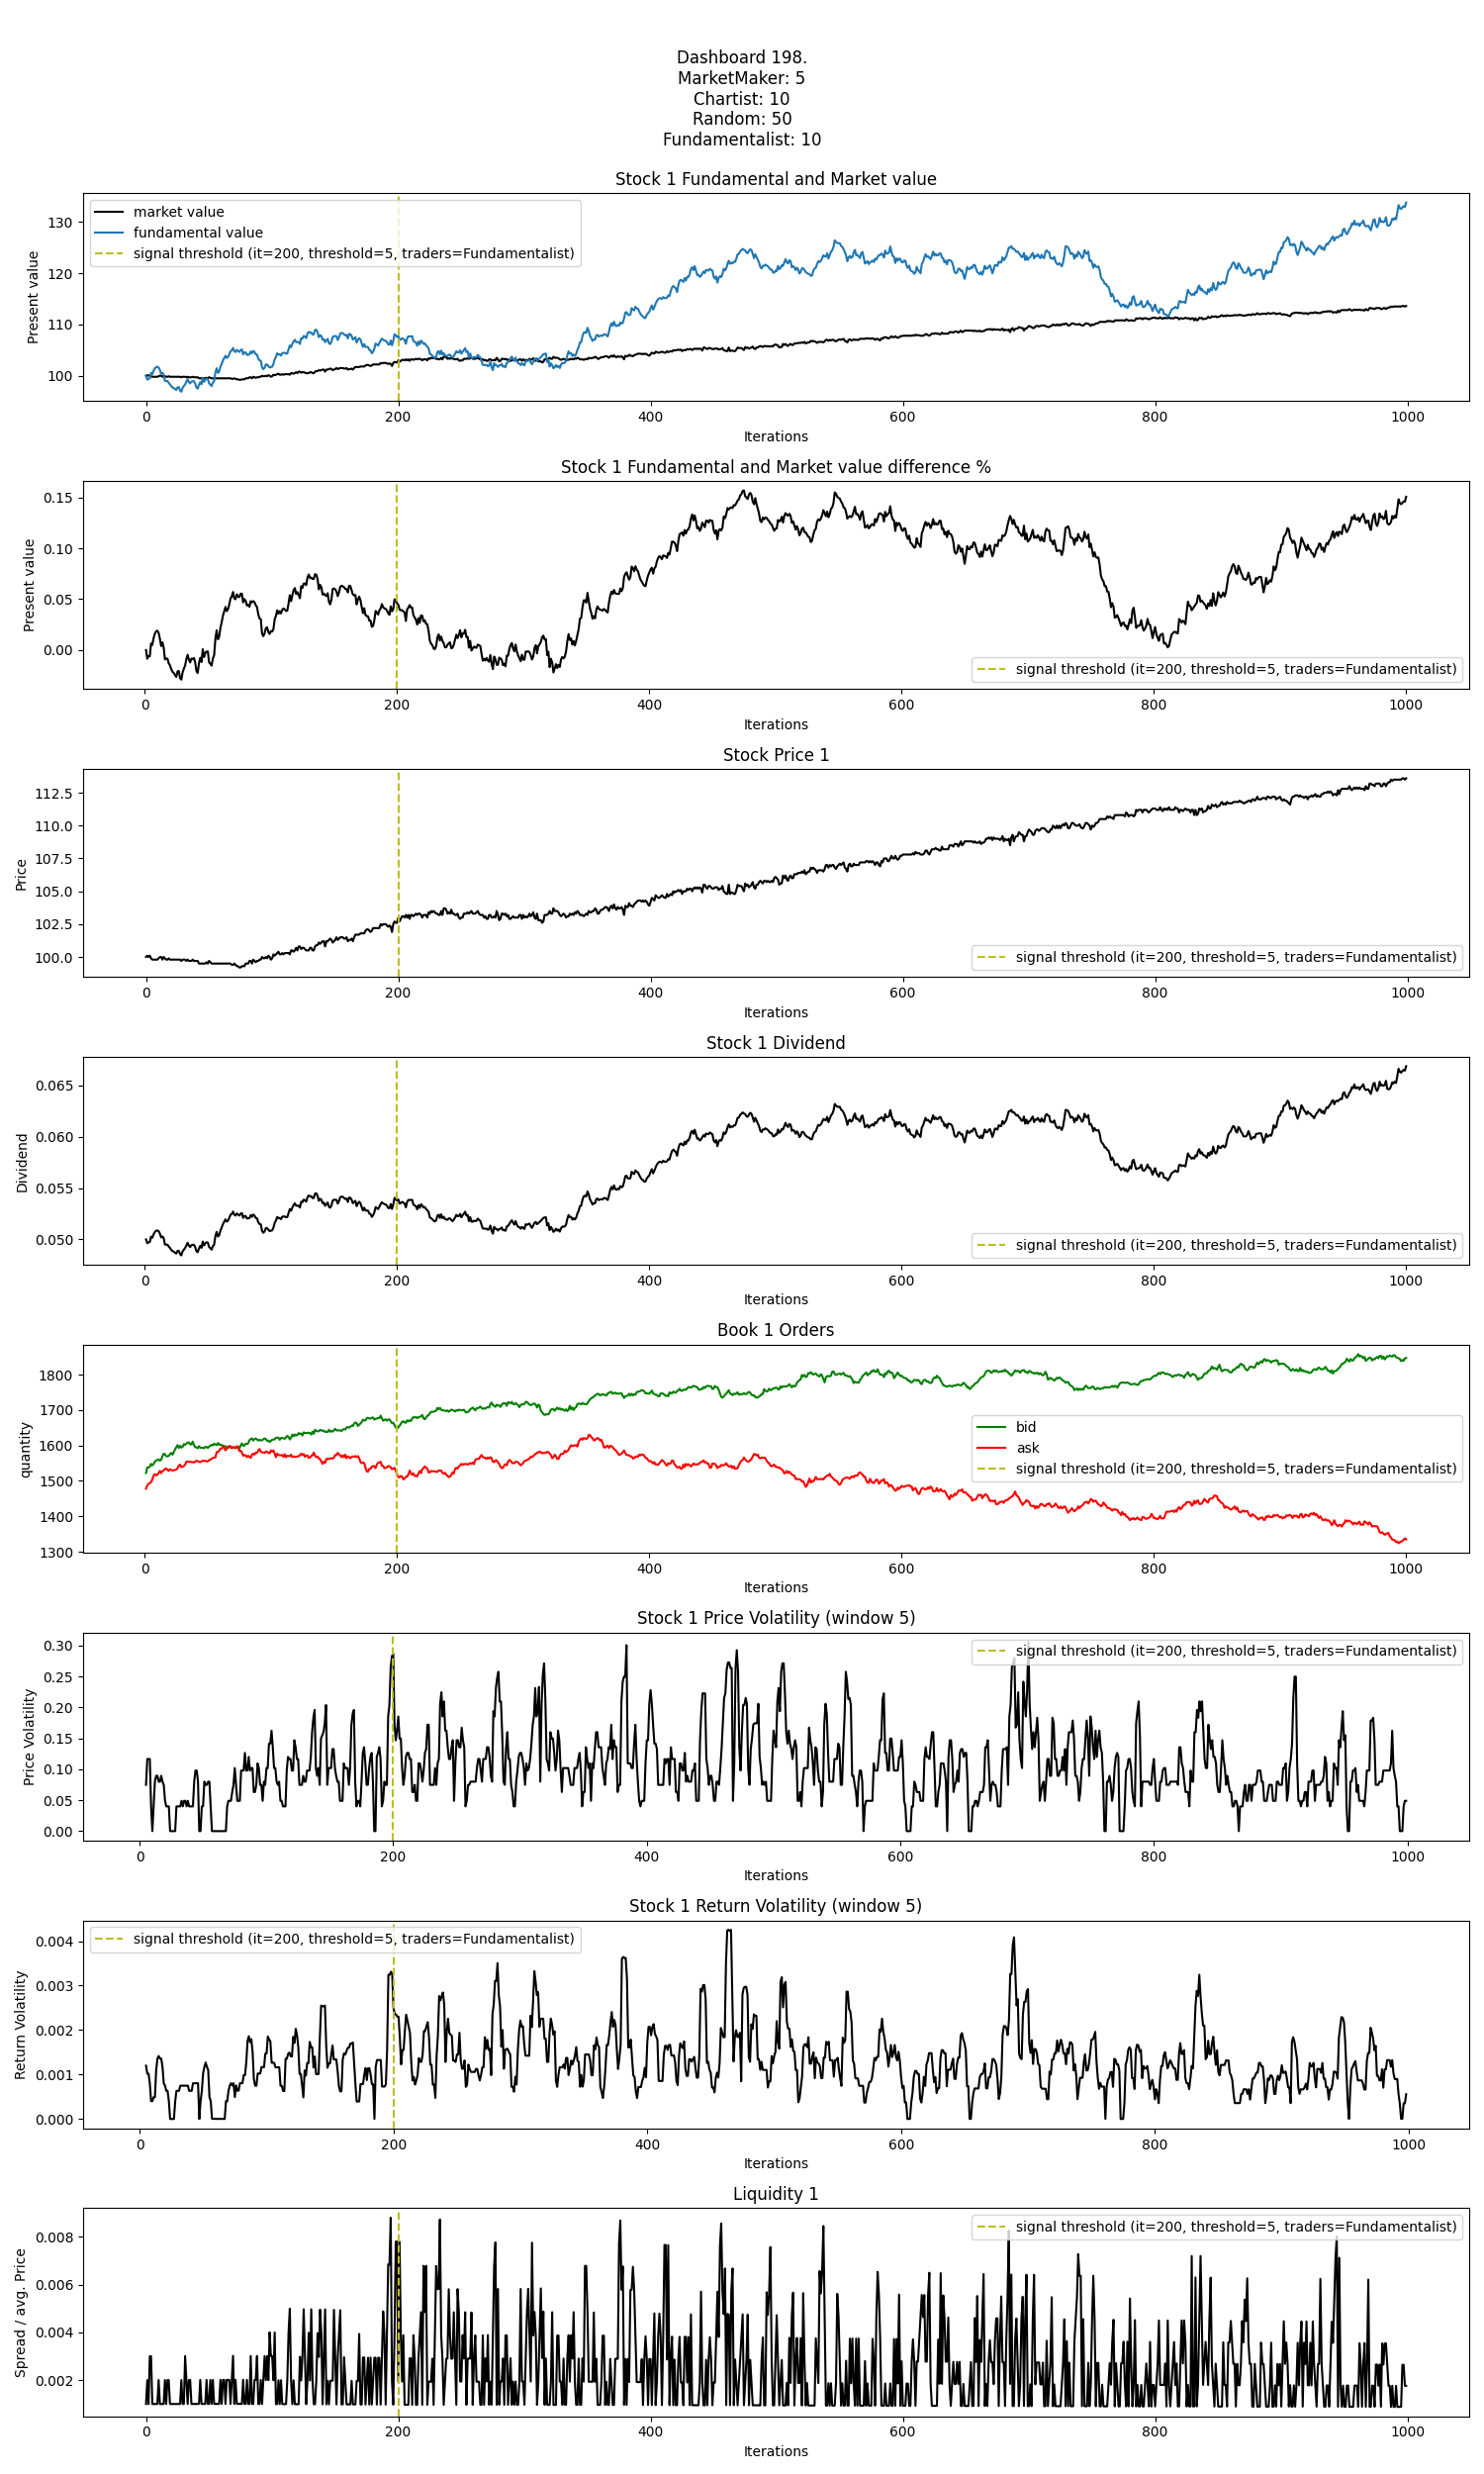 Dashboard 198.
MarketMaker: 5
Chartist: 10
Random: 50
Fundamentalist: 10
Stock 1 Fundamental and Market value
market value
fundamental value
signal threshold (it=200, threshold=5, traders=Fundamentalist)
Present value
130
120
110
100
0 200 400 600 800 1000
Iterations
Stock 1 Fundamental and Market value difference %
Present value
0.15
0.10
0.05
0.00
signal threshold (it=200, threshold=5, traders=Fundamentalist)
0 200 400 600 800 1000
Iterations
Stock Price 1
Price
112.5
110.0
107.5
105.0
102.5
100.0
signal threshold (it=200, threshold=5, traders=Fundamentalist)
0 200 400 600 800 1000
Iterations
Stock 1 Dividend
Dividend
0.065
0.060
0.055
0.050
signal threshold (it=200, threshold=5, traders=Fundamentalist)
0 200 400 600 800 1000
Iterations
Book 1 Orders
quantity
1800
1700
1600
1500
1400
1300
bid
ask
signal threshold (it=200, threshold=5, traders=Fundamentalist)
0 200 400 600 800 1000
Iterations
Stock 1 Price Volatility (window 5)
Price Volatility
0.30
0.25
0.20
0.15
0.10
0.05
0.00
signal threshold (it=200, threshold=5, traders=Fundamentalist)
0 200 400 600 800 1000
Iterations
Stock 1 Return Volatility (window 5)
signal threshold (it=200, threshold=5, traders=Fundamentalist)
Return Volatility
0.004
0.003
0.002
0.001
0.000
0 200 400 600 800 1000
Iterations
Liquidity 1
signal threshold (it=200, threshold=5, traders=Fundamentalist)
Spread / avg. Price
0.008
0.006
0.004
0.002
0 200 400 600 800 1000
Iterations